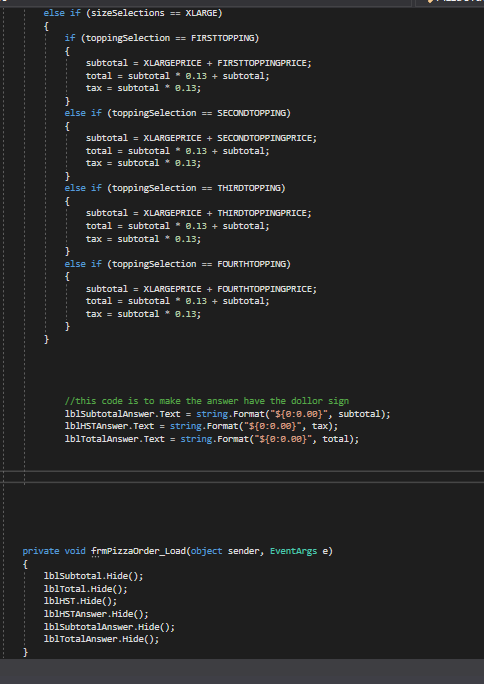 else if (sizeSelections == XLARGE)
{
if (toppingSelection == FIRSTTOPPING)
{
subtotal = XLARGEPRICE + FIRSTTOPPINGPRICE;
total = subtotal * 0.13 + subtotal;
tax = subtotal * 0.13;
}
else if (toppingSelection == SECONDTOPPING)
{
subtotal = XLARGEPRICE + SECONDTOPPINGPRICE;
total = subtotal * 0.13 + subtotal;
tax = subtotal * 0.13;
}
else if (toppingSelection == THIRDTOPPING)
{
subtotal = XLARGEPRICE + THIRDTOPPINGPRICE;
total = subtotal * 0.13 + subtotal;
tax = subtotal * 0.13;
}
else if (toppingSelection == FOURTHTOPPING)
{
subtotal = XLARGEPRICE + FOURTHTOPPINGPRICE;
total = subtotal * 0.13 + subtotal;
tax = subtotal * 0.13;
}
}
//this code is to make the answer have the dollor sign
lblSubtotalAnswer.Text = string.Format("${0:0.00}", subtotal);
lblHSTAnswer.Text = string.Format("${0:0.00}", tax);
lblTotalAnswer.Text = string.Format("${0:0.00}", total);
private void frmPizzaOrder_Load(object sender, EventArgs e)
{
lblSubtotal.Hide();
lblTotal.Hide();
lblHST.Hide();
lblHSTAnswer.Hide();
lblSubtotalAnswer.Hide();
lblTotalAnswer.Hide();
}